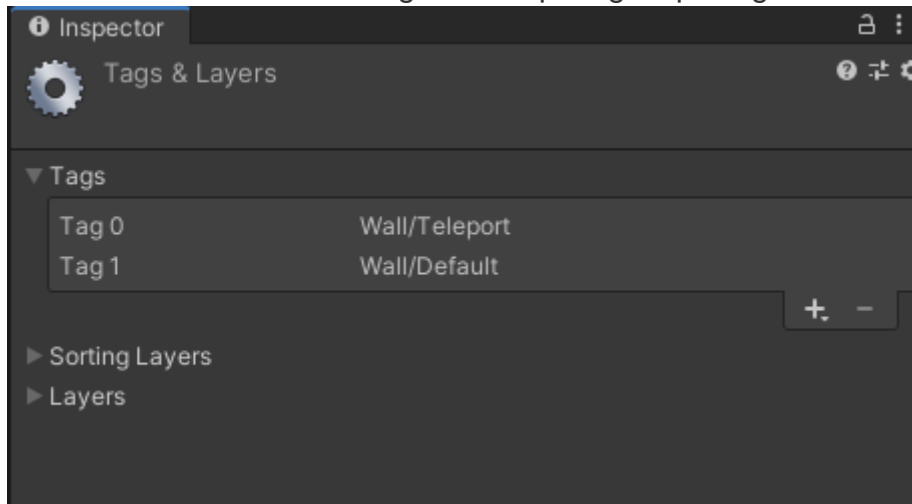 Inspector
Tags & Layers
Tags
Tag 0 Wall/Teleport
Tag 1 Wall/Default
Sorting Layers
Layers